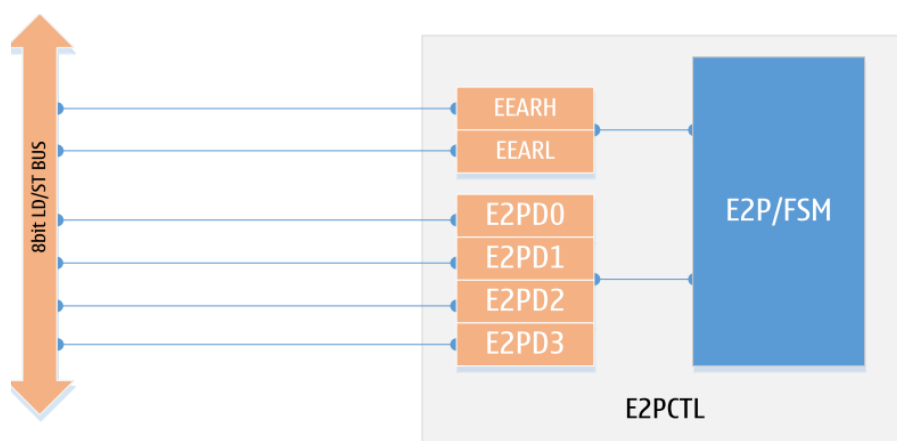 8bit LD/ST BUS
EEARH
EEARL
E2PD0
E2PD1
E2PD2
E2PD3
E2P/FSM
E2PCTL